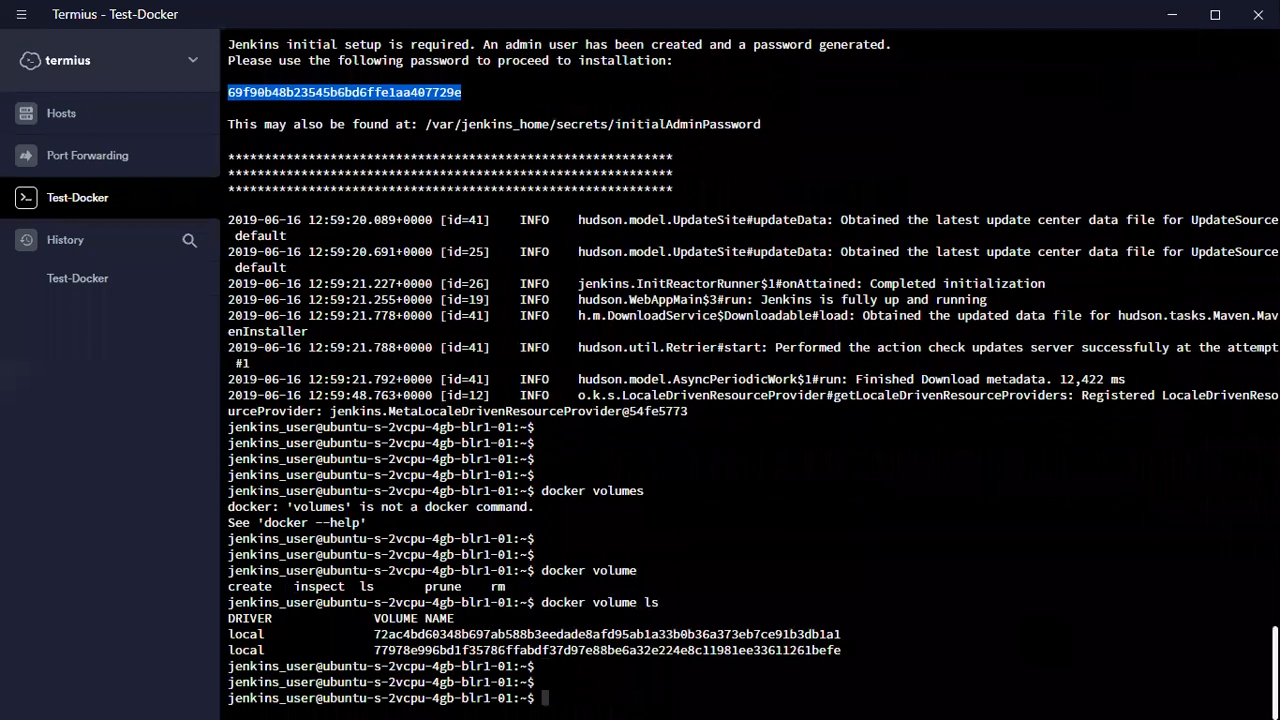 Termius - Test-Docker
termius
Hosts
Port Forwarding
Test-Docker
History
Test-Docker
Jenkins initial setup is required. An admin user has been created and a password generated.
Please use the following password to proceed to installation:
69f90b48b23545b6bd6ffe1aa407729e
This may also be found at: /var/jenkins_home/secrets/initialAdminPassword
*************************************************************
*************************************************************
*************************************************************
2019-06-16 12:59:20.089+0000 [id=41] INFO hudson.model.UpdateSite#updateData: Obtained the latest update center data file for UpdateSource
default
2019-06-16 12:59:20.691+0000 [id=25] INFO hudson.model.UpdateSite#updateData: Obtained the latest update center data file for UpdateSource
default
2019-06-16 12:59:21.227+0000 [id=26] INFO jenkins.InitReactorRunner$1#onAttained: Completed initialization
2019-06-16 12:59:21.255+0000 [id=19] INFO hudson.WebAppMain$3#run: Jenkins is fully up and running
2019-06-16 12:59:21.778+0000 [id=41] INFO h.m.DownloadService$Downloadable#load: Obtained the updated data file for hudson.tasks.Maven.Mav
enInstaller
2019-06-16 12:59:21.788+0000 [id=41] INFO hudson.util.Retrier#start: Performed the action check updates server successfully at the attempt
#1
2019-06-16 12:59:21.792+0000 [id=41] INFO hudson.model.AsyncPeriodicWork$1#run: Finished Download metadata. 12,422 ms
2019-06-16 12:59:48.763+0000 [id=12] INFO o.k.s.LocaleDrivenResourceProvider#getLocaleDrivenResourceProviders: Registered LocaleDrivenReso
urceProvider: jenkins.MetaLocaleDrivenResourceProvider@54fe5773
jenkins_user@ubuntu-s-2vcpu-4gb-blr1-01:~$
jenkins_user@ubuntu-s-2vcpu-4gb-blr1-01:~$
jenkins_user@ubuntu-s-2vcpu-4gb-blr1-01:~$
jenkins_user@ubuntu-s-2vcpu-4gb-blr1-01:~$
jenkins_user@ubuntu-s-2vcpu-4gb-blr1-01:~$ docker volumes
docker: 'volumes' is not a docker command.
See 'docker --help'
jenkins_user@ubuntu-s-2vcpu-4gb-blr1-01:~$
jenkins_user@ubuntu-s-2vcpu-4gb-blr1-01:~$
jenkins_user@ubuntu-s-2vcpu-4gb-blr1-01:~$ docker volume
create inspect ls prune rm
jenkins_user@ubuntu-s-2vcpu-4gb-blr1-01:~$ docker volume ls
DRIVER VOLUME NAME
local 72ac4bd60348b697ab588b3eedade8afd95ab1a33b0b36a373eb7ce91b3db1a1
local 77978e996bd1f35786ffabdf37d97e88be6a32e224e8c11981ee33611261befe
jenkins_user@ubuntu-s-2vcpu-4gb-blr1-01:~$
jenkins_user@ubuntu-s-2vcpu-4gb-blr1-01:~$
jenkins_user@ubuntu-s-2vcpu-4gb-blr1-01:~$